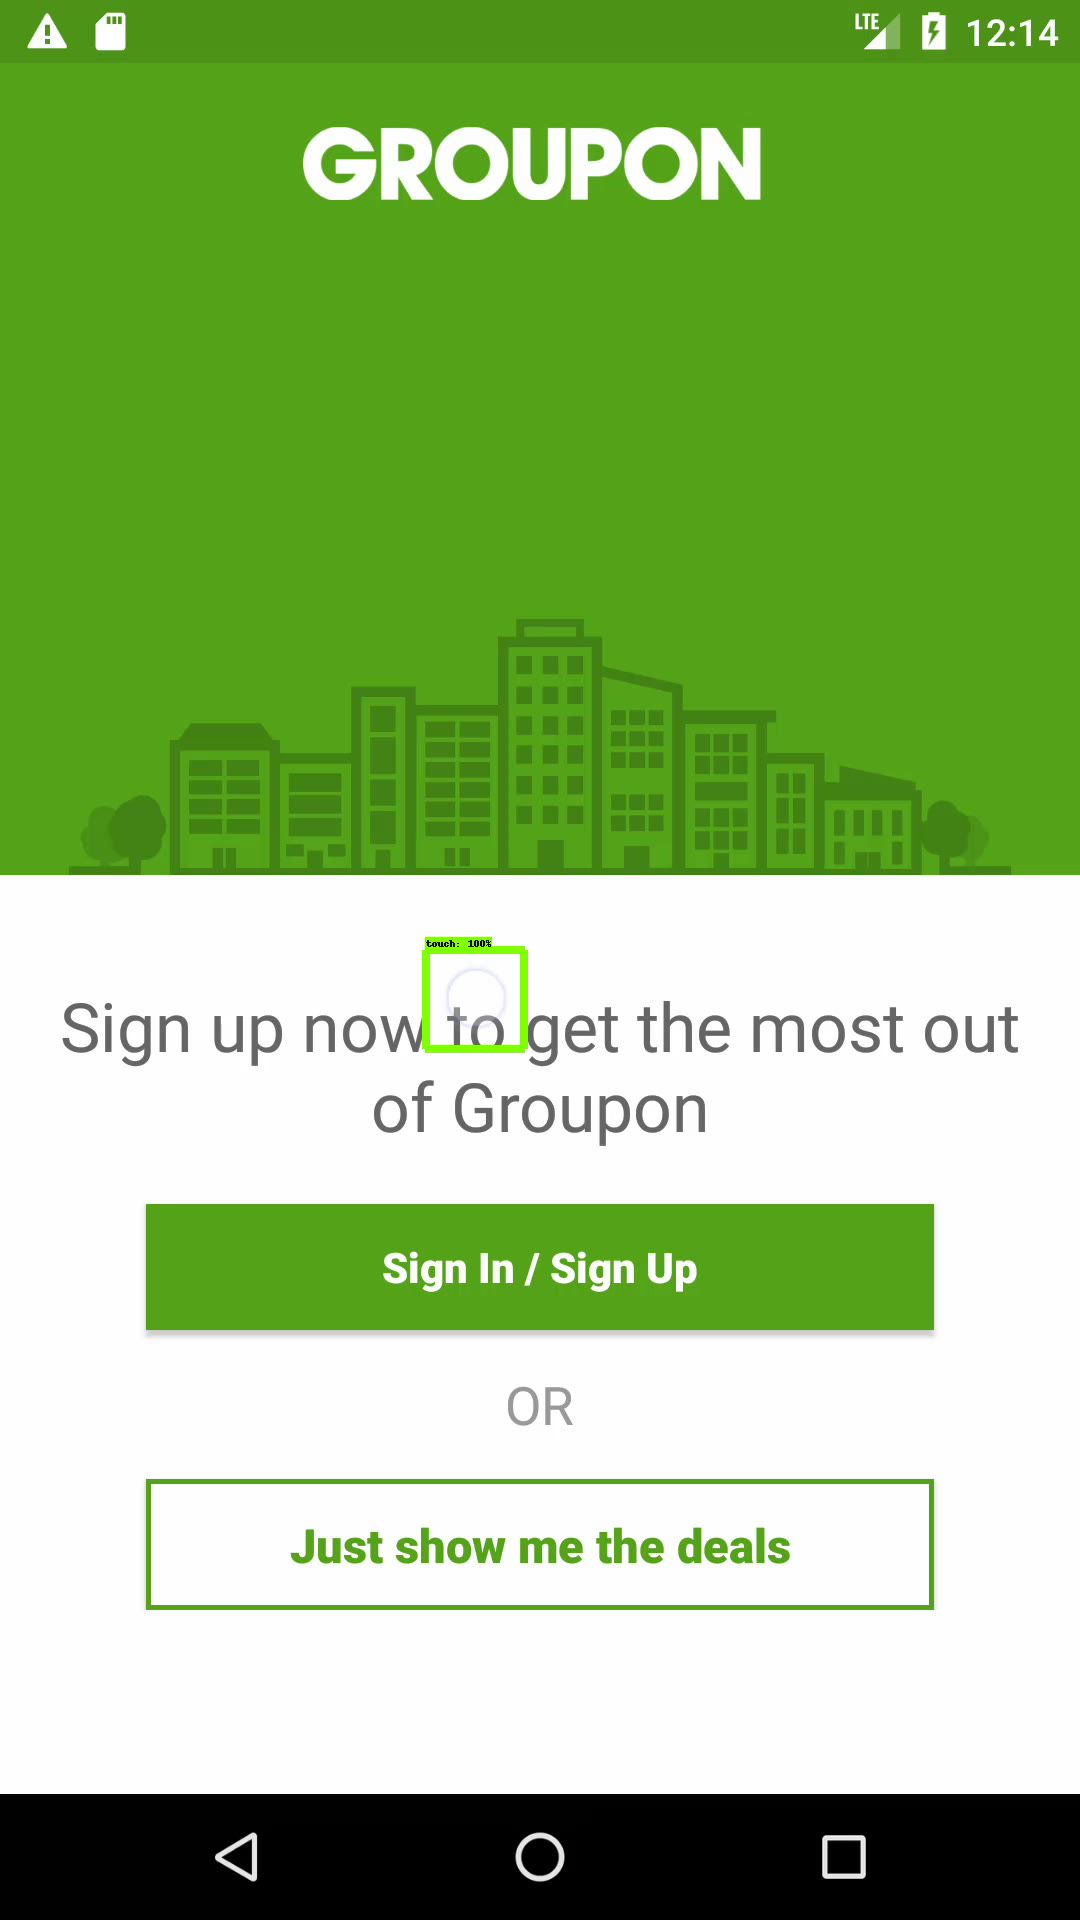 LTE 12:14
GROUPON
touch: 100%
Sign up now to get the most out
of Groupon
Sign In / Sign Up
OR
Just show me the deals